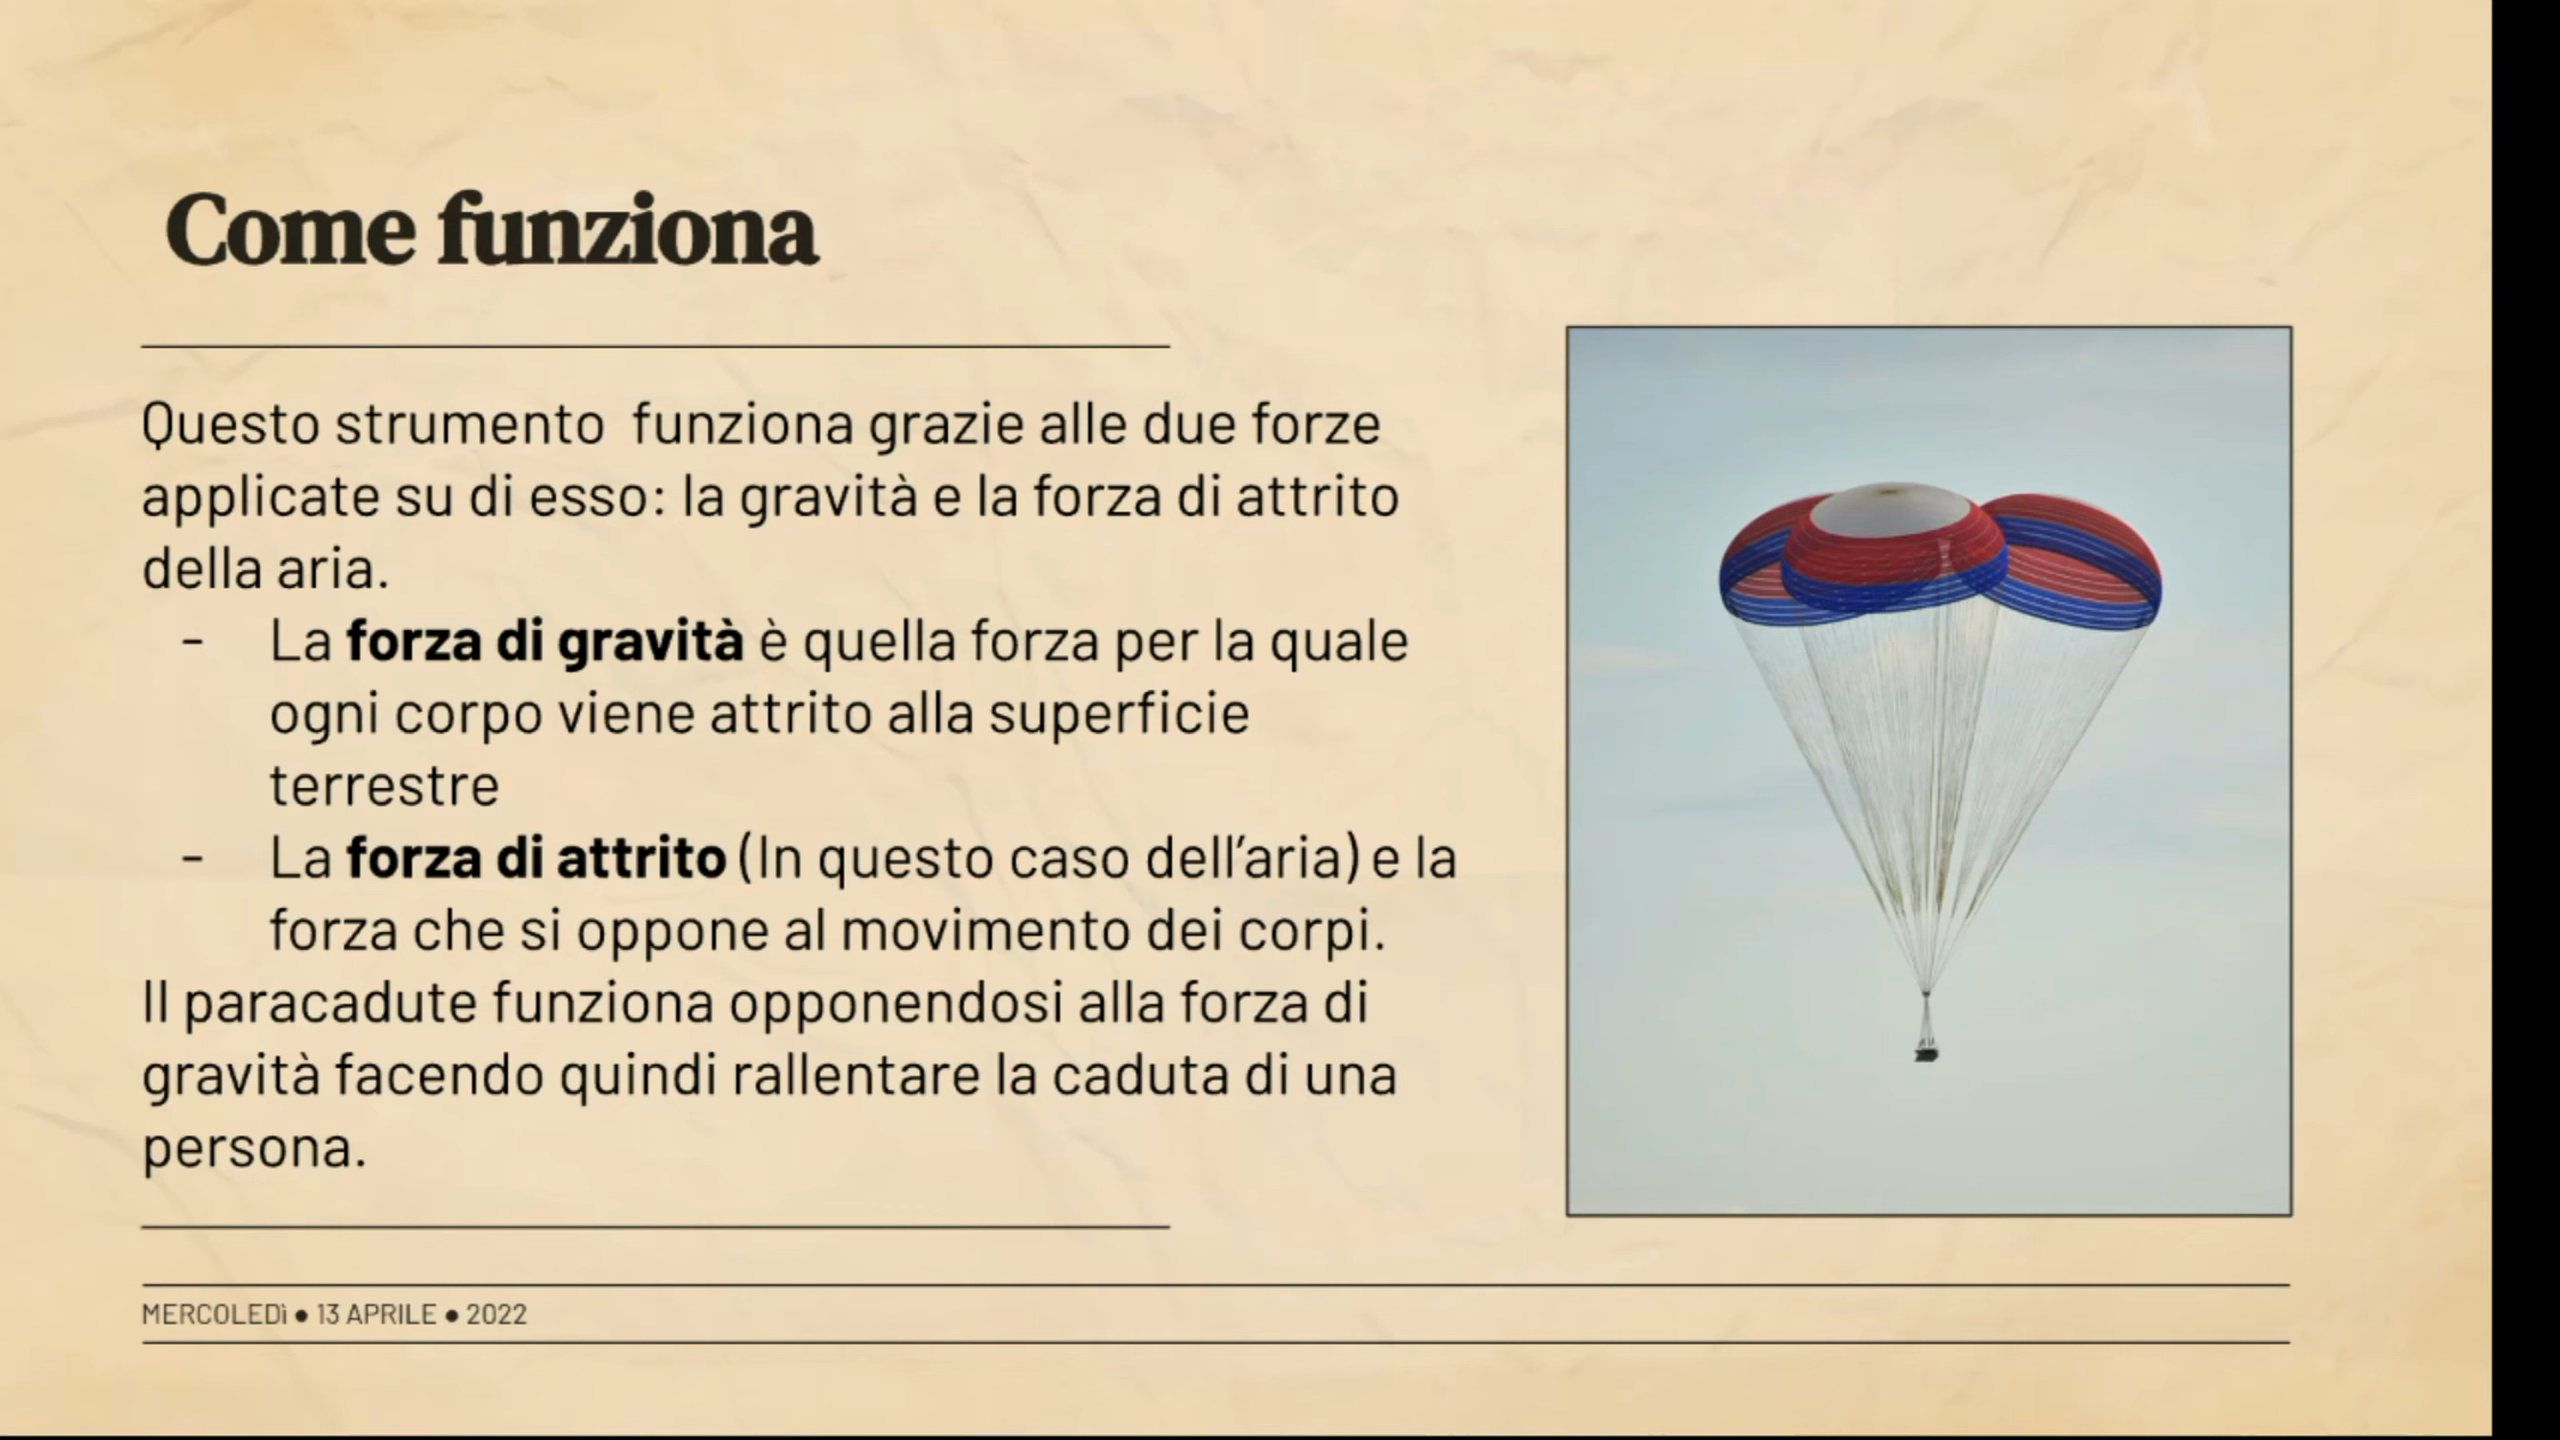 Come funziona
Questo strumento  funziona grazie alle due forze
applicate su di esso: la gravità e la forza di attrito
della aria.
- La forza di gravità è quella forza per la quale
ogni corpo viene attrito alla superficie
terrestre
- La forza di attrito (In questo caso dell’aria) e la
forza che si oppone al movimento dei corpi.
Il paracadute funziona opponendosi alla forza di
gravità facendo quindi rallentare la caduta di una
persona.
MERCOLEDì ● 13 APRILE ● 2022